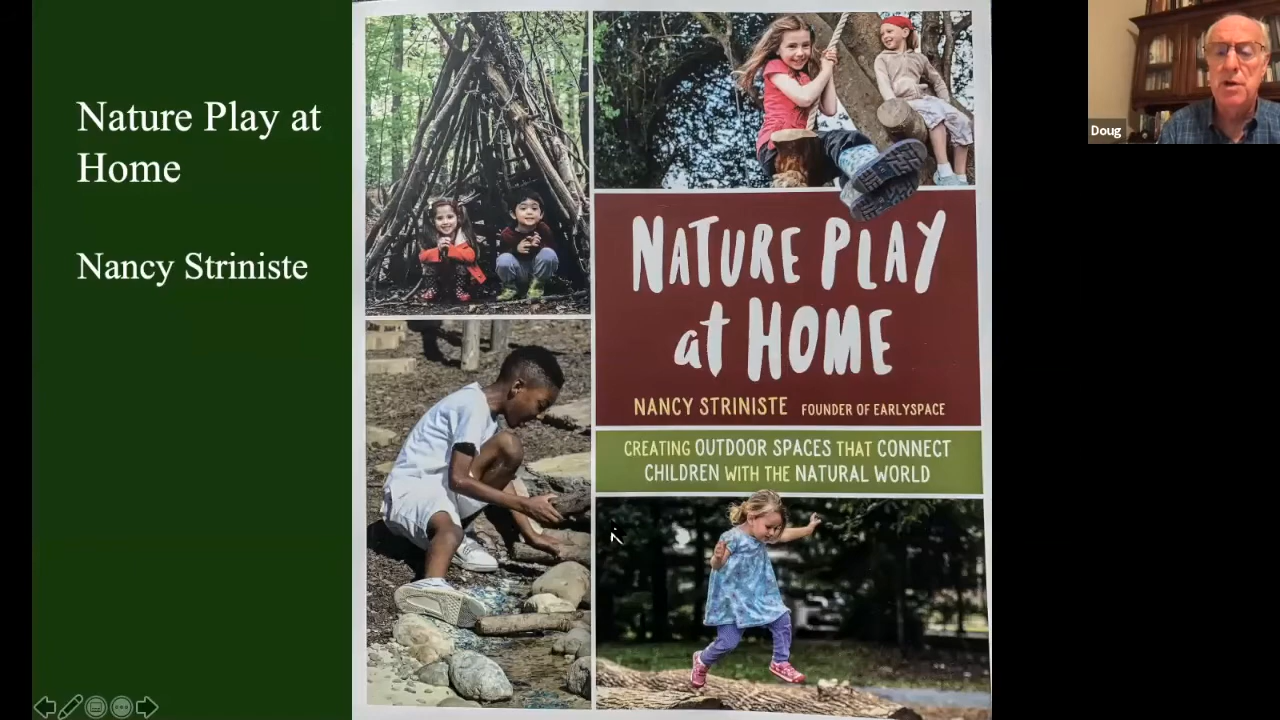 Nature Play at
Home
Nancy Striniste
NATURE PLAY
at HOME
NANCY STRINISTE FOUNDER OF EARLYSPACE
CREATING OUTDOOR SPACES THAT CONNECT
CHILDREN WITH THE NATURAL WORLD
Doug